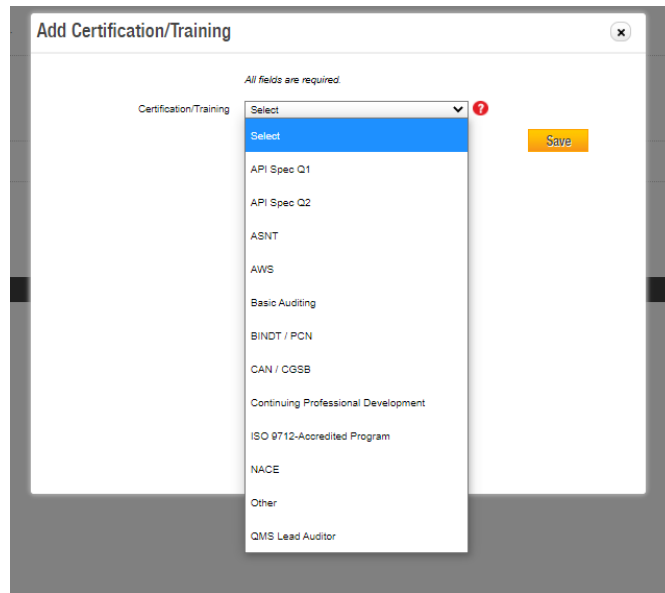 Add Certification/Training
All fields are required.
Certification/Training Select
Save
Select
API Spec Q1
API Spec Q2
ASNT
AWS
Basic Auditing
BINDT / PCN
CAN / CGSB
Continuing Professional Development
ISO 9712-Accredited Program
NACE
Other
QMS Lead Auditor